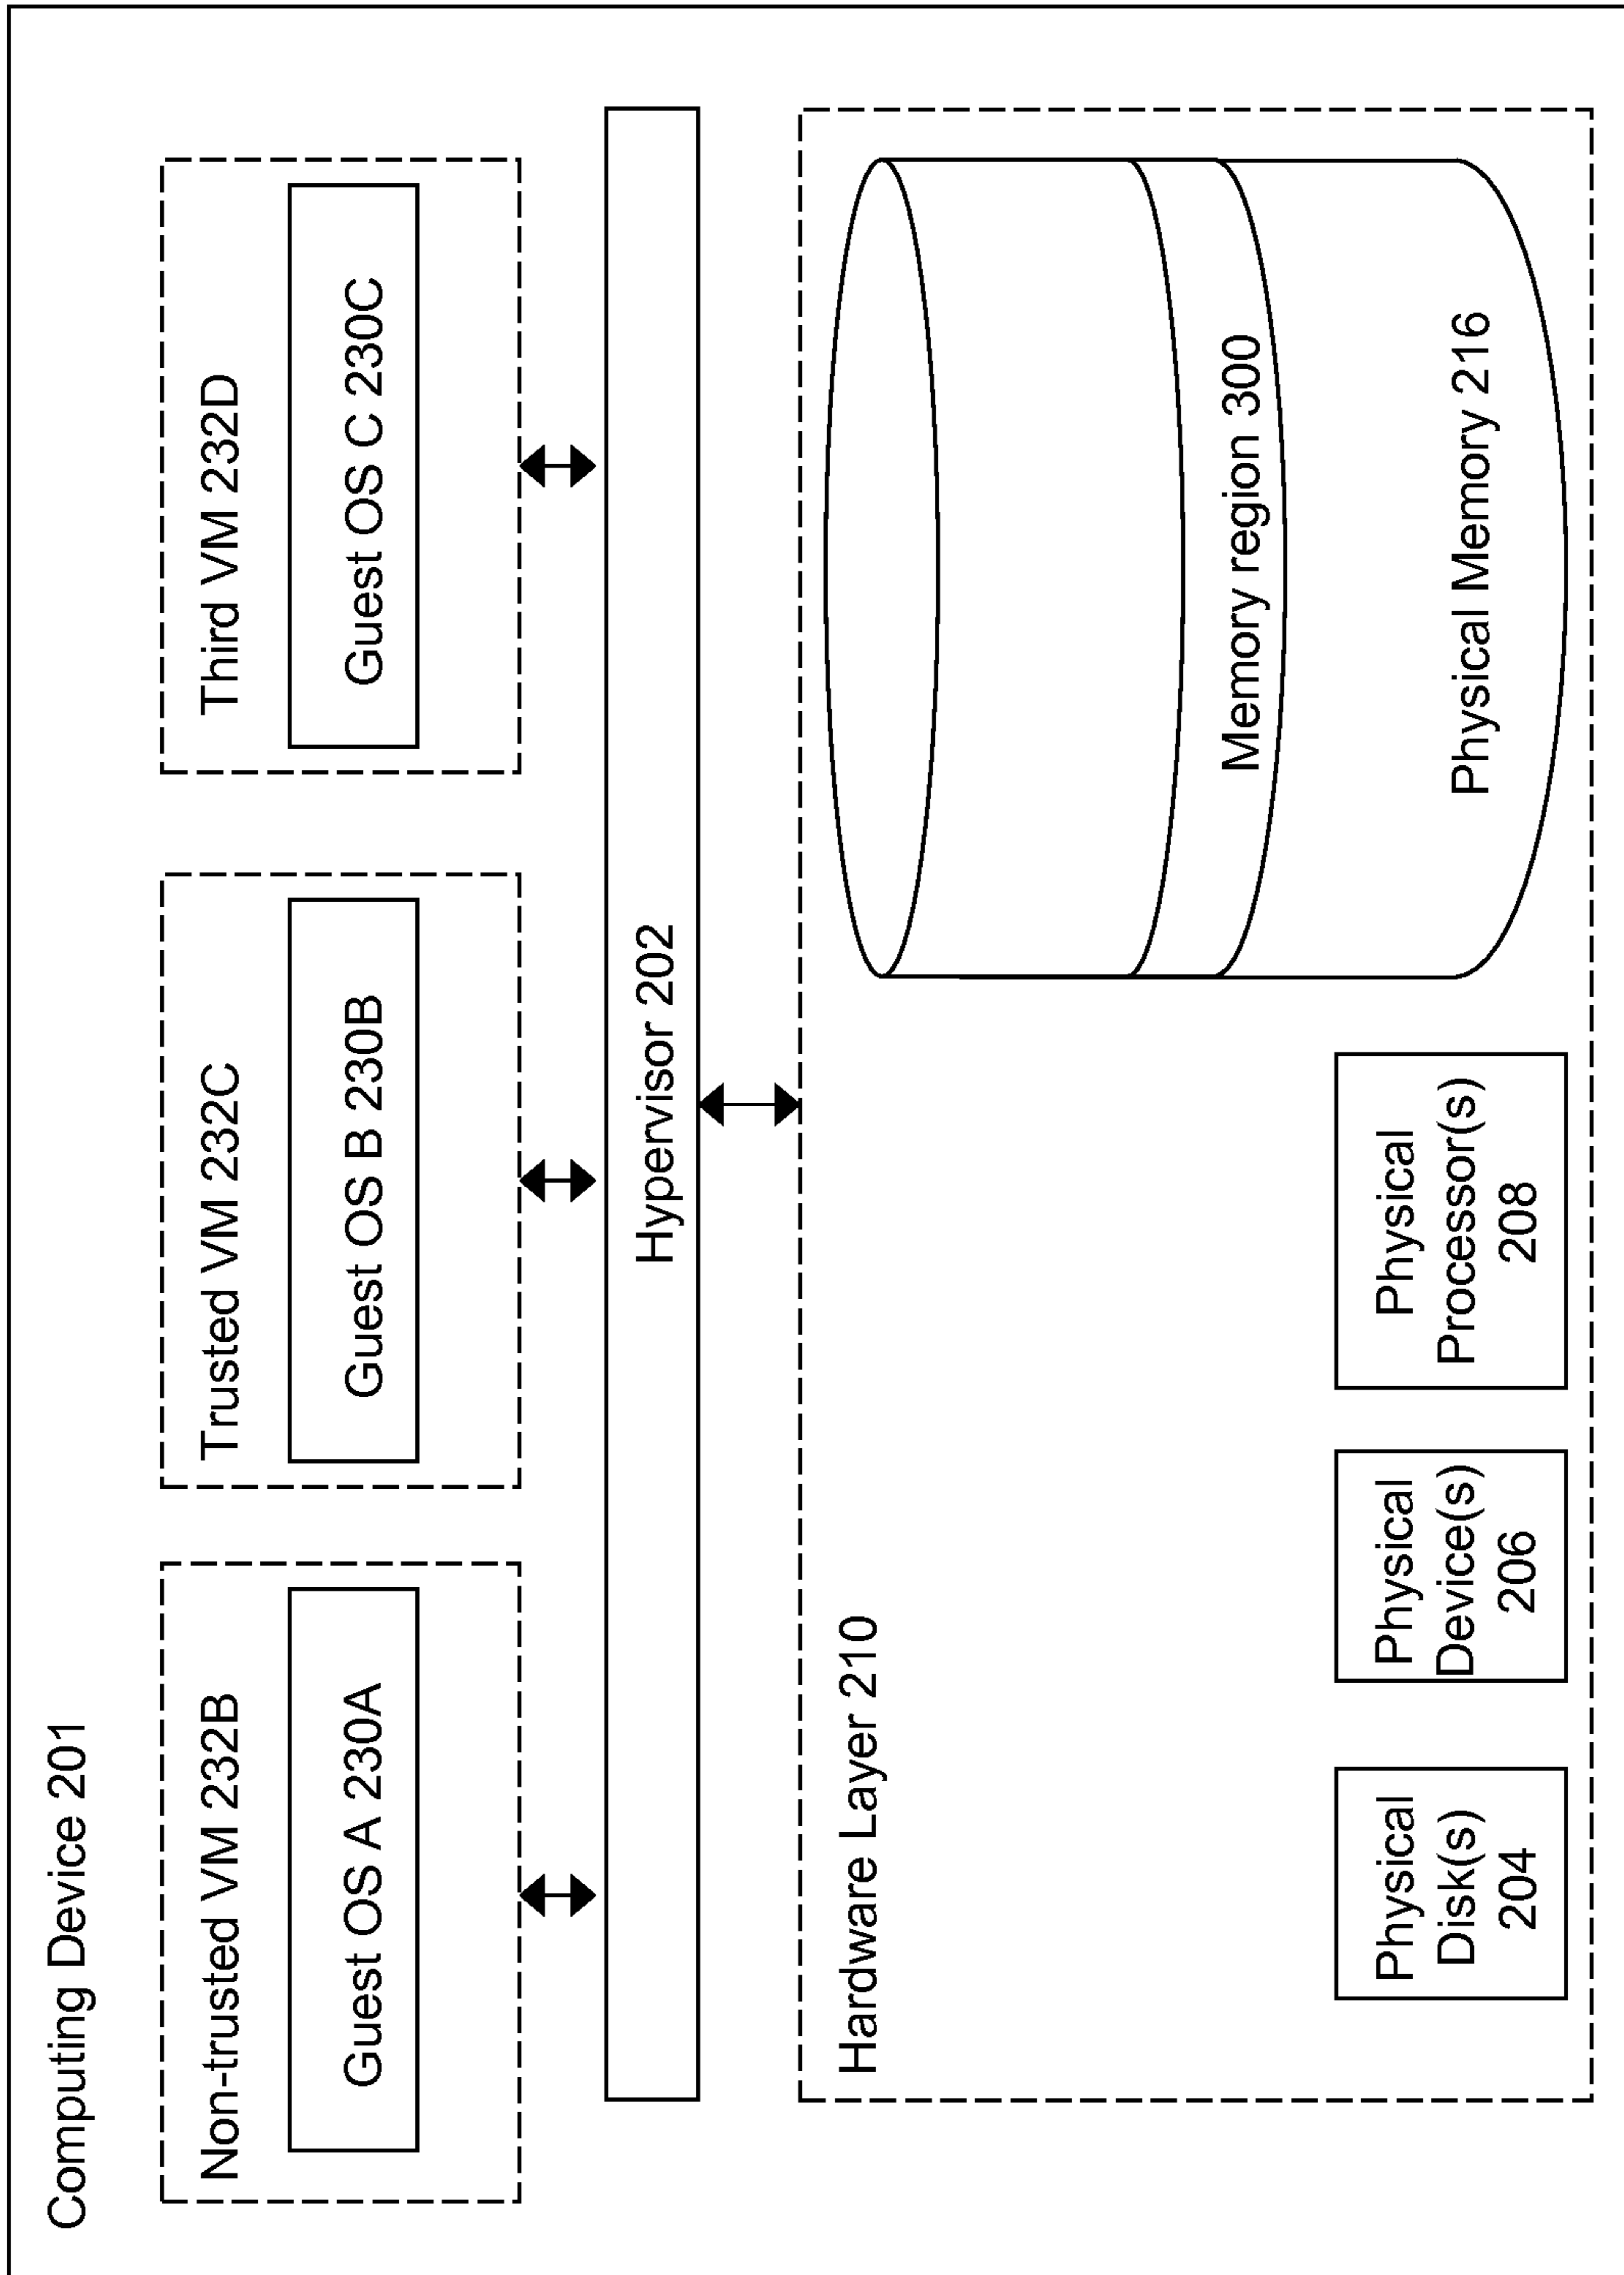 Computing Device 201
Non-trusted VM 232B
Guest OS A 230A
Trusted VM 232C
Guest OS B 230B
Third VM 232D
Guest OS C 230C
Hypervisor 202
Hardware Layer 210
Physical
Disk(s)
204
Physical
Device(s)
206
Physical
Processor(s)
208
Memory region 300
Physical Memory 216